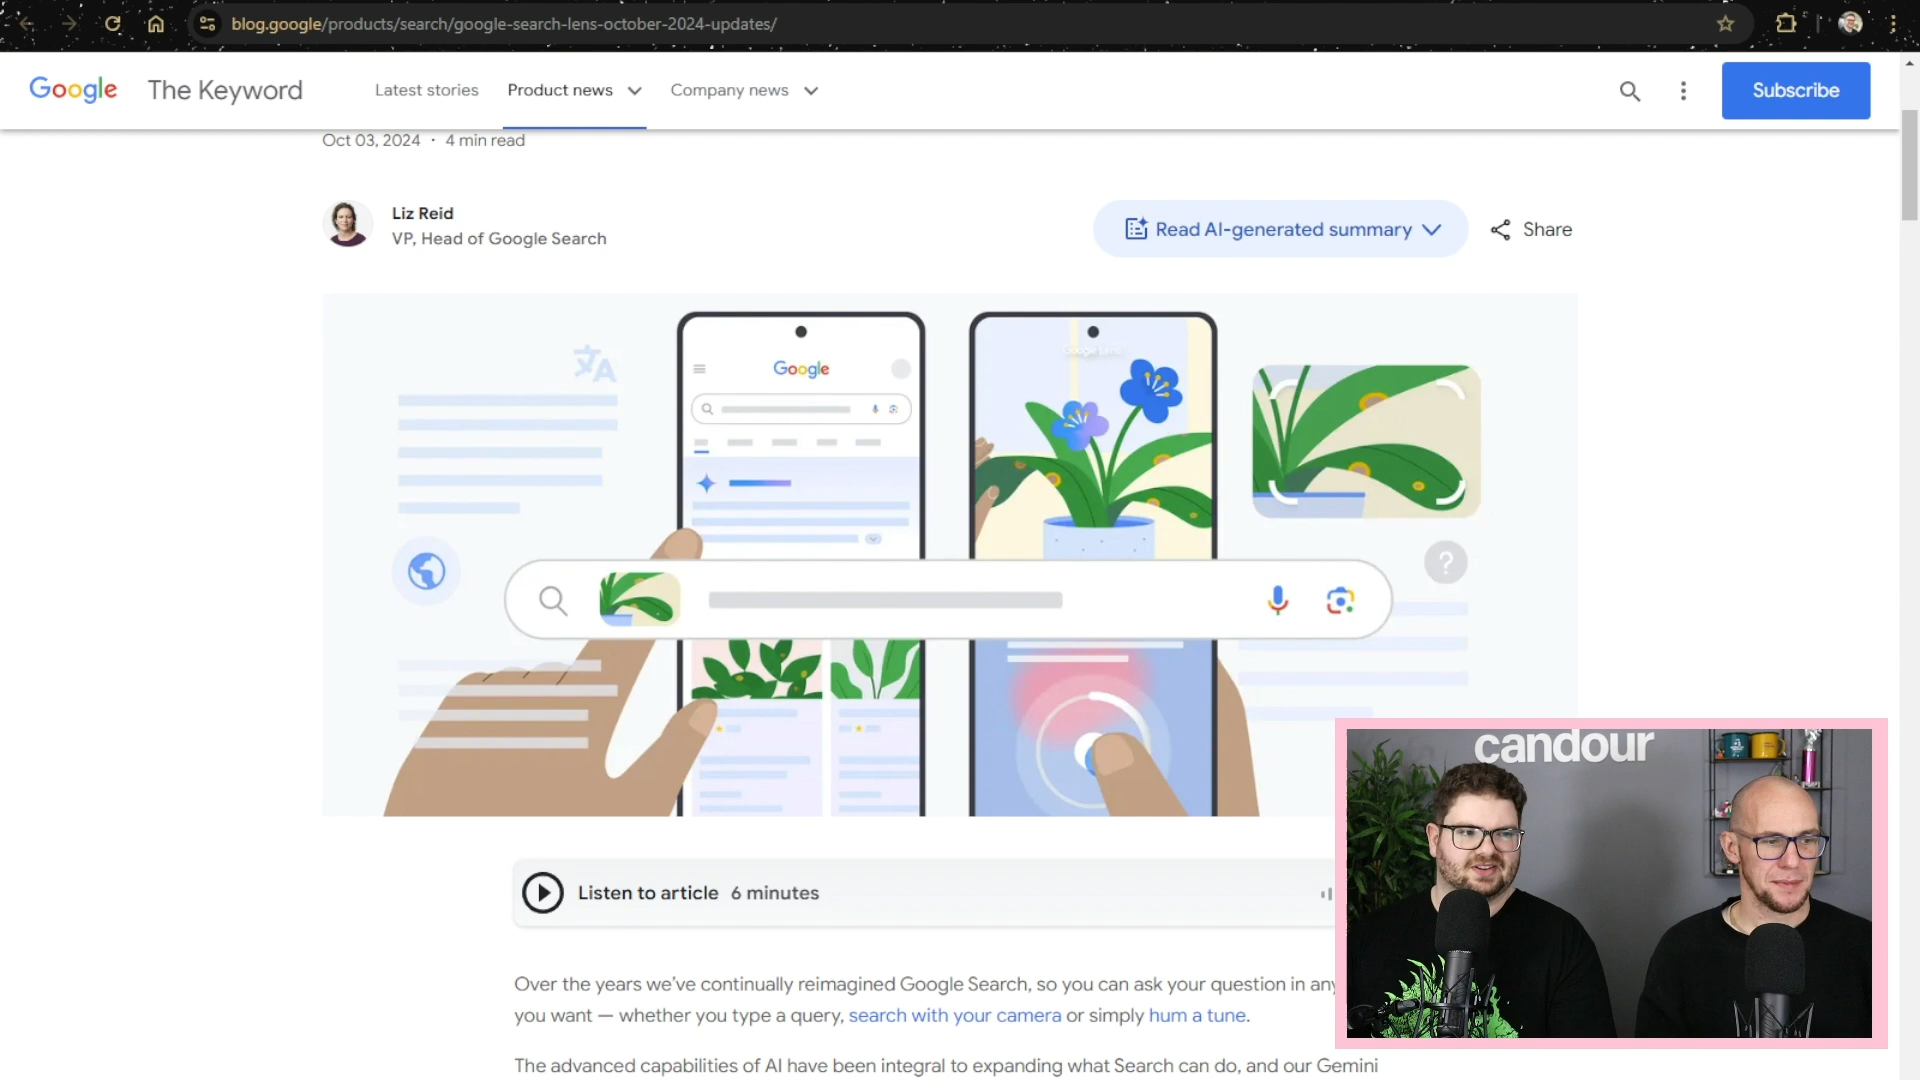 blog.google/products/search/google-search-lens-october-2024-updates/
Google The Keyword Latest stories Product news Company news Subscribe
Oct 03, 2024 · 4 min read
Liz Reid
VP, Head of Google Search
Read AI-generated summary Share
文A
Google
Google Lens
?
candour
Listen to article 6 minutes
Over the years we've continually reimagined Google Search, so you can ask your question in any
you want — whether you type a query, search with your camera or simply hum a tune.
The advanced capabilities of AI have been integral to expanding what Search can do, and our Gemini